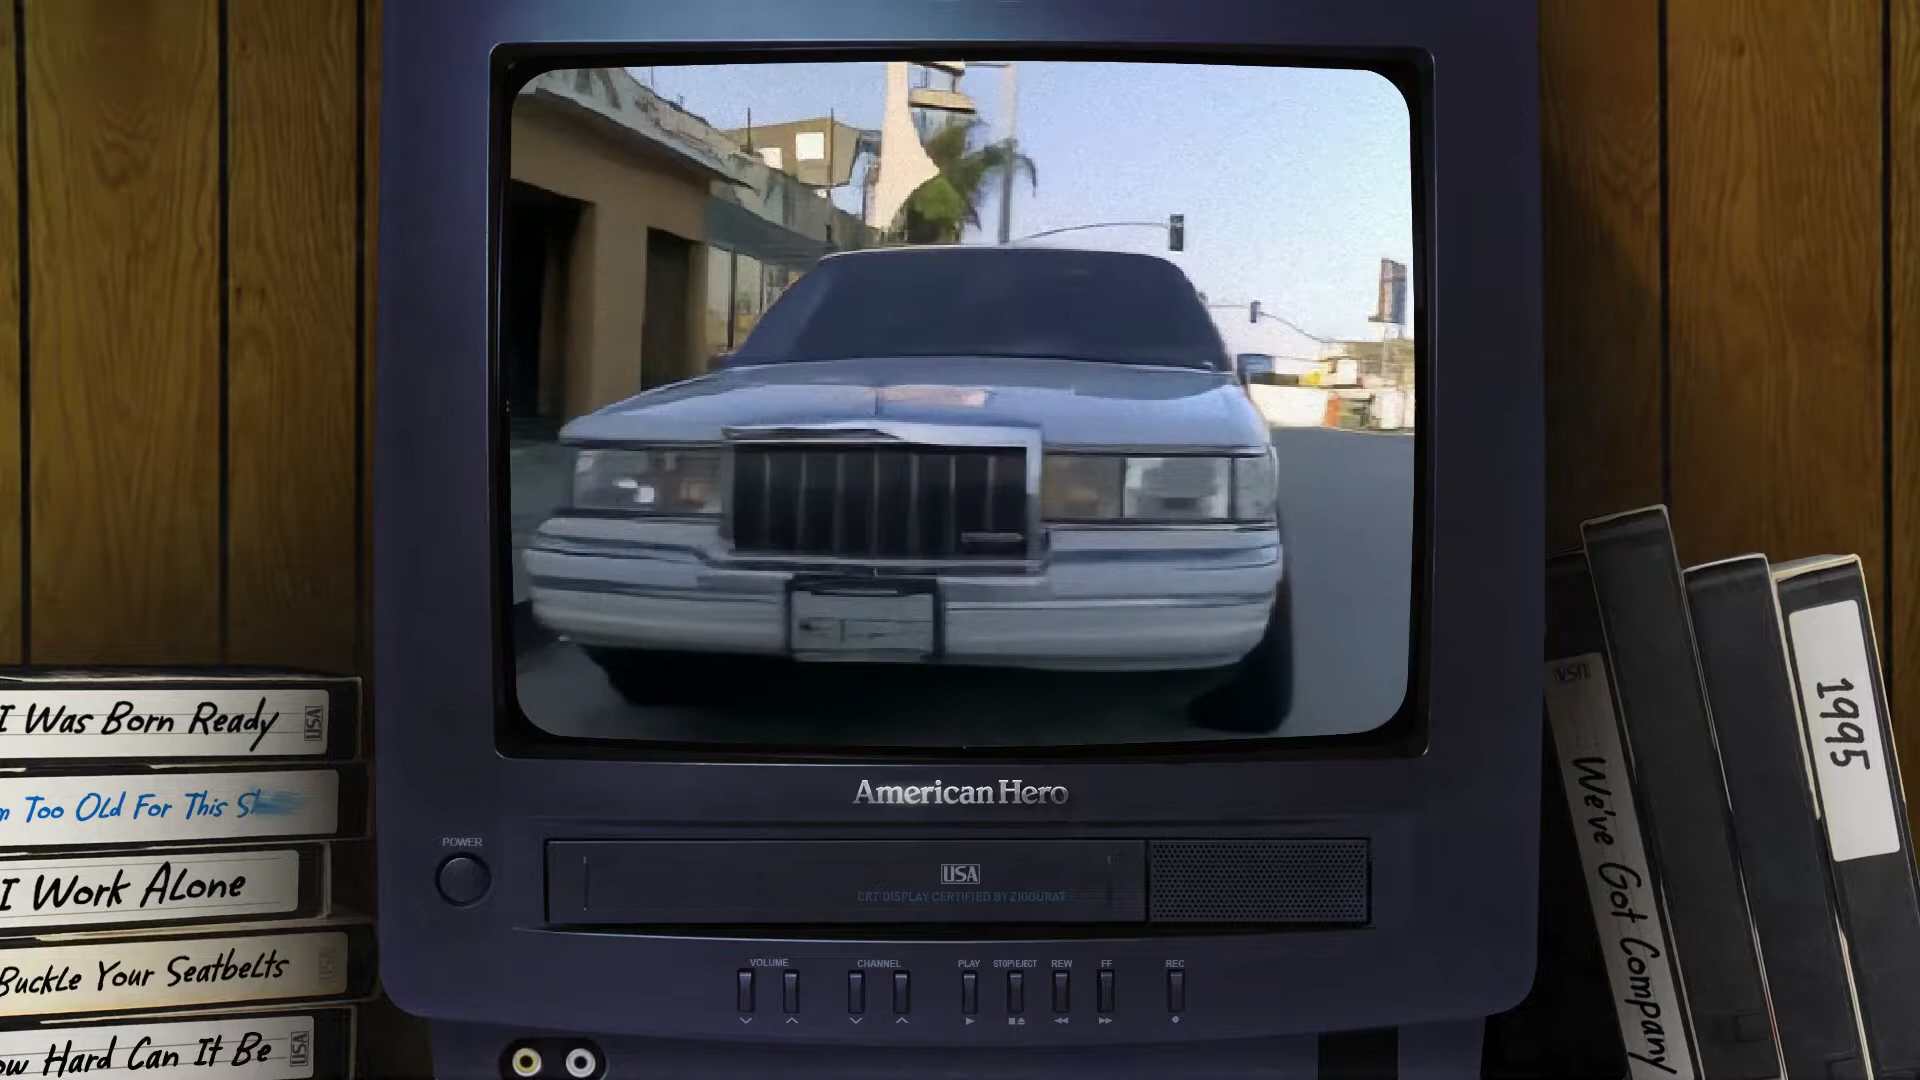 I Was Born Ready
USA
Too Old For This
I Work Alone
Buckle Your Seatbelts
Hard Can It Be
USA
American Hero
POWER
USA
CRT DISPLAY CERTIFIED BY ZIGGURAT
VOLUME
CHANNEL
PLAY
STOP/EJECT
REW
FF
REC
USA
We've Got Company
1995